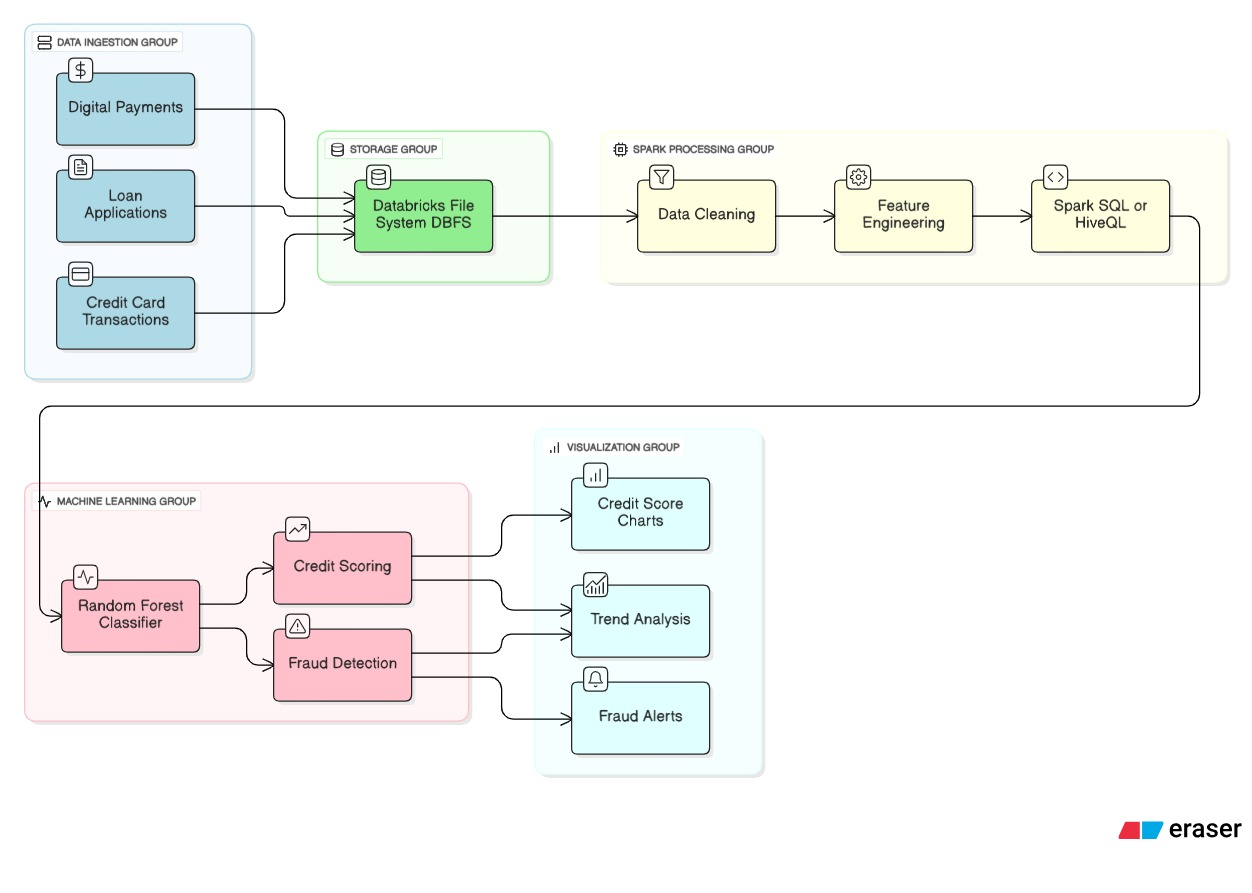 DATA INGESTION GROUP
Digital Payments
Loan
Applications
Credit Card
Transactions
STORAGE GROUP
Databricks File
System DBFS
SPARK PROCESSING GROUP
Data Cleaning
Feature
Engineering
Spark SQL or
HiveQL
MACHINE LEARNING GROUP
Random Forest
Classifier
Credit Scoring
Fraud Detection
VISUALIZATION GROUP
Credit Score
Charts
Trend Analysis
Fraud Alerts
eraser